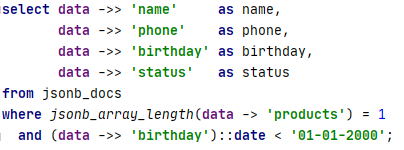 select data ->> 'name' as name,
data ->> 'phone' as phone,
data ->> 'birthday' as birthday,
data ->> 'status' as status
from jsonb_docs
where jsonb_array_length(data -> 'products') = 1
and (data ->> 'birthday')::date < '01-01-2000';